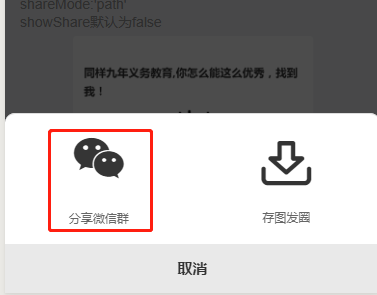 shareMode:'path'
showShare默认为false
同样九年义务教育,你怎么能这么优秀，找到
我！
分享微信群
存图发圈
取消